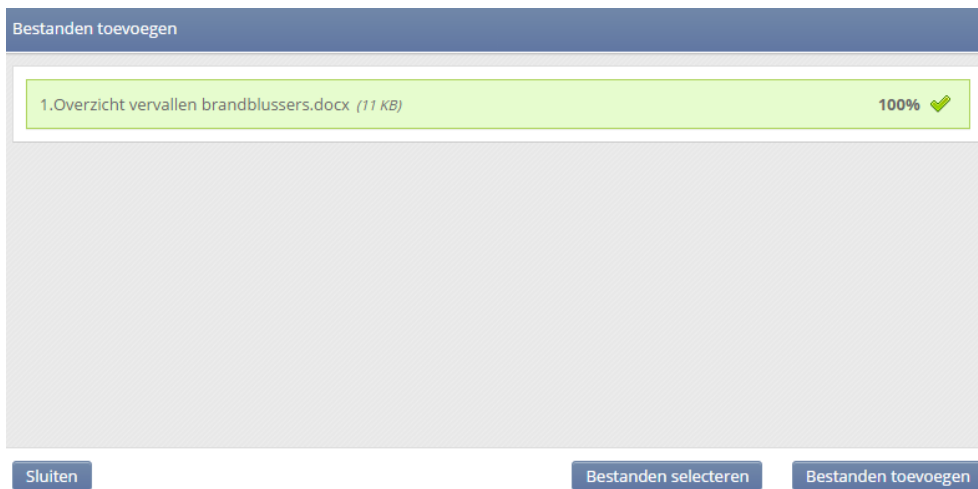 Bestanden toevoegen
1.Overzicht vervallen brandblussers.docx (11 KB) 100%
Sluiten Bestanden selecteren Bestanden toevoegen